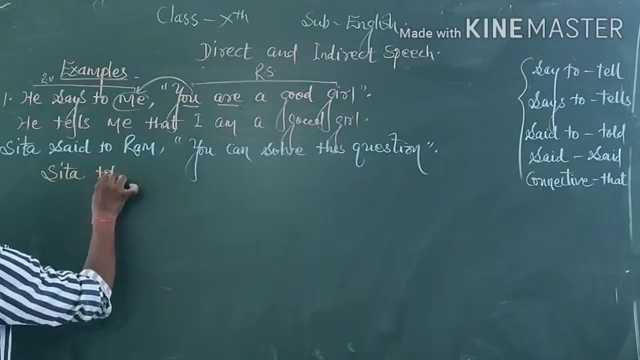 Class - Xth Sub - English
Made with KINEMASTER
Direct and Indirect Speech.
Examples
RV
RS
1. He says to me, "You are a good girl".
He tells me that I am a good girl.
Sita said to Ram, "You can solve this question".
Sita
Say to - tell
Says to - tells
Said to - told
Said - Said
Connective - that